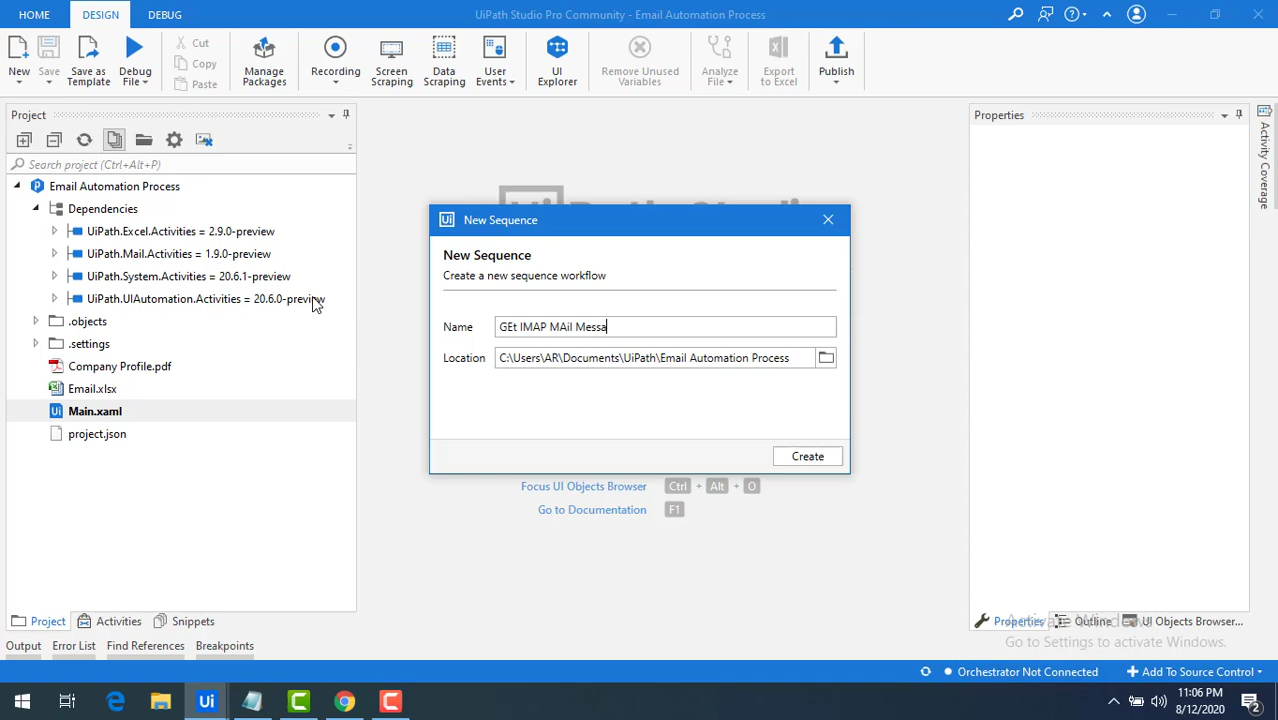 HOME DESIGN DEBUG UiPath Studio Pro Community - Email Automation Process
New Save Save as Template Debug File Cut Copy Paste Manage Packages Recording Screen Scraping Data Scraping User Events UI Explorer Remove Unused Variables Analyze File Export to Excel Publish
Project
Properties
Activity Coverage
Search project (Ctrl+Alt+P)
Email Automation Process
Dependencies
UiPath.Excel.Activities = 2.9.0-preview
UiPath.Mail.Activities = 1.9.0-preview
UiPath.System.Activities = 20.6.1-preview
UiPath.UIAutomation.Activities = 20.6.0-preview
.objects
.settings
Company Profile.pdf
Email.xlsx
Main.xaml
project.json
Ui New Sequence
New Sequence
Create a new sequence workflow
Name GEt IMAP MAil Messa
Location C:\Users\AR\Documents\UiPath\Email Automation Process
Create
Focus UI Objects Browser Ctrl + Alt + O
Go to Documentation F1
Project Activities Snippets
Properties Outline UI Objects Browser...
Activate Windows
Go to Settings to activate Windows.
Output Error List Find References Breakpoints
Orchestrator Not Connected Add To Source Control
Ui
11:06 PM
8/12/2020
2